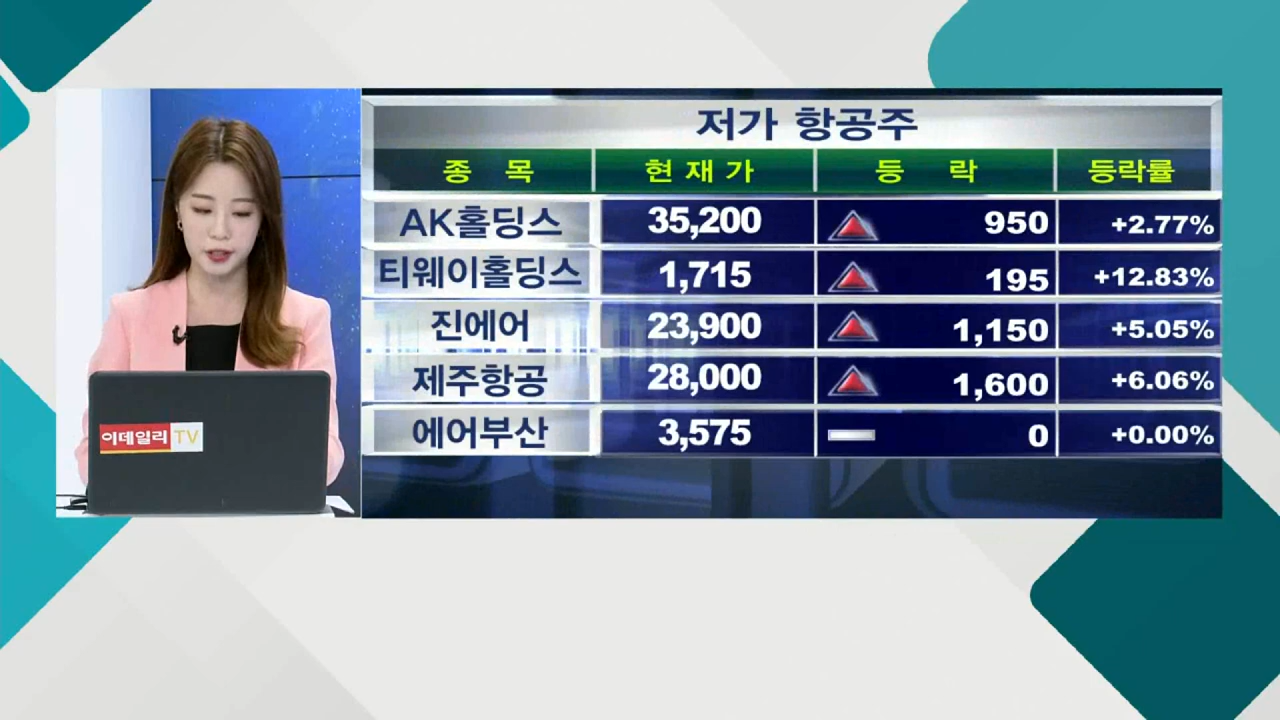 저가 항공주
종 목 현 재 가 등 락 등락률
AK홀딩스 35,200 950 +2.77%
티웨이홀딩스 1,715 195 +12.83%
진에어 23,900 1,150 +5.05%
제주항공 28,000 1,600 +6.06%
에어부산 3,575 0 +0.00%
이데일리 TV